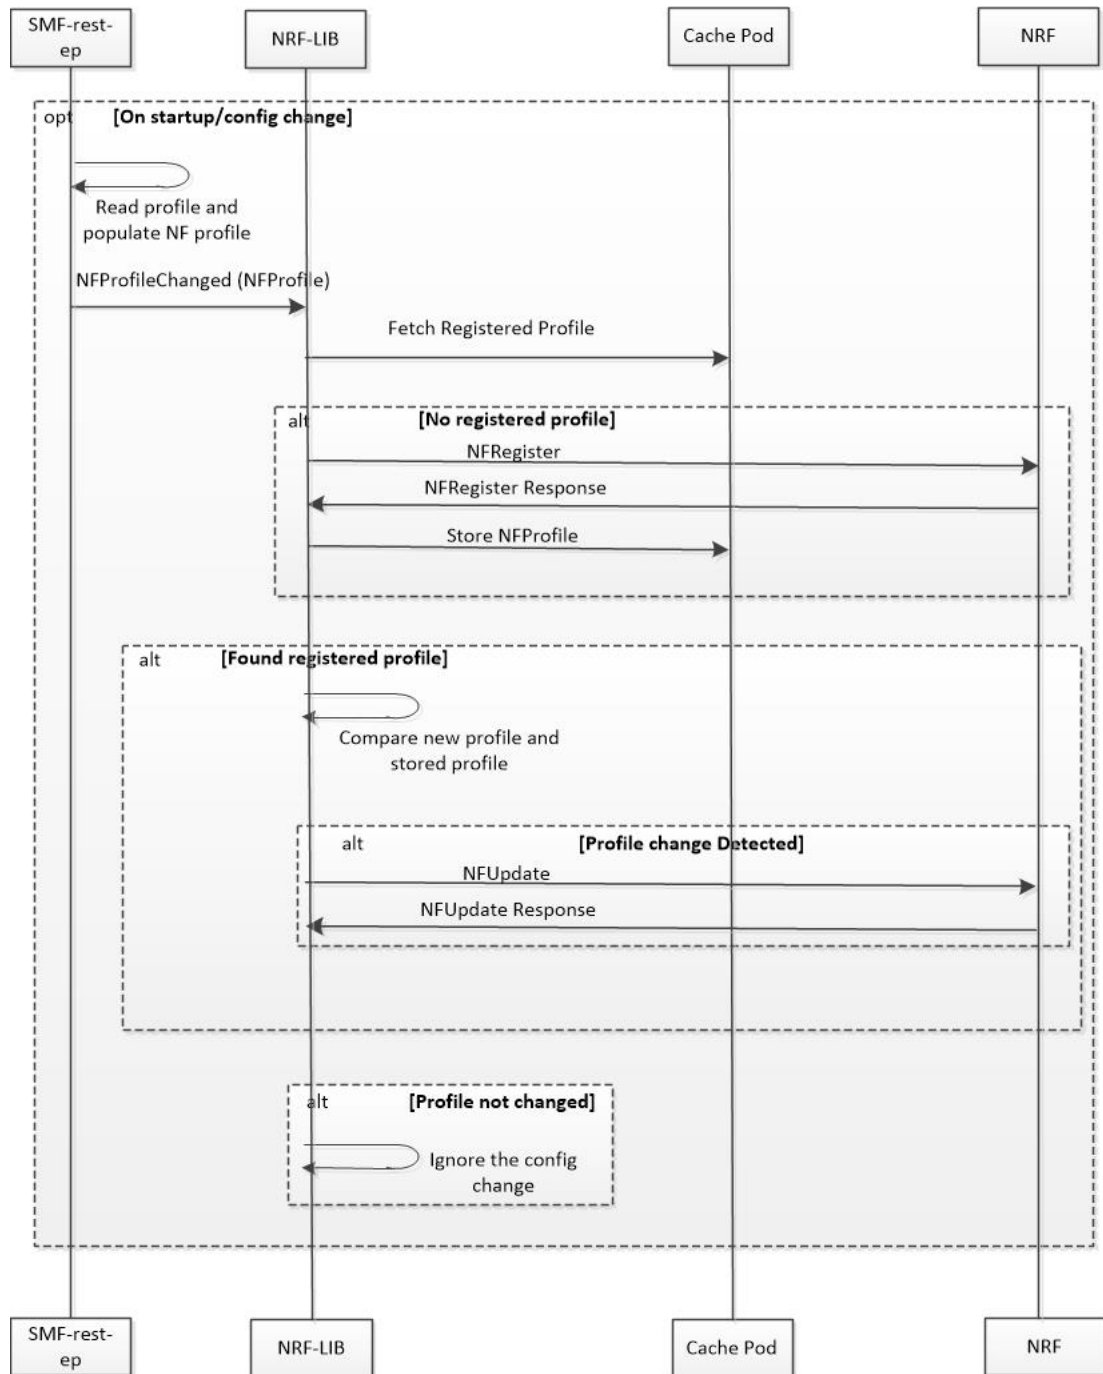 SMF-rest-
ep
NRF-LIB
Cache Pod
NRF
opt
[On startup/config change]
Read profile and
populate NF profile
NFProfileChanged (NFProfile)
Fetch Registered Profile
alt
[No registered profile]
NFRegister
NFRegister Response
Store NFProfile
alt
[Found registered profile]
Compare new profile and
stored profile
alt
[Profile change Detected]
NFUpdate
NFUpdate Response
alt
[Profile not changed]
Ignore the config
change
SMF-rest-
ep
NRF-LIB
Cache Pod
NRF